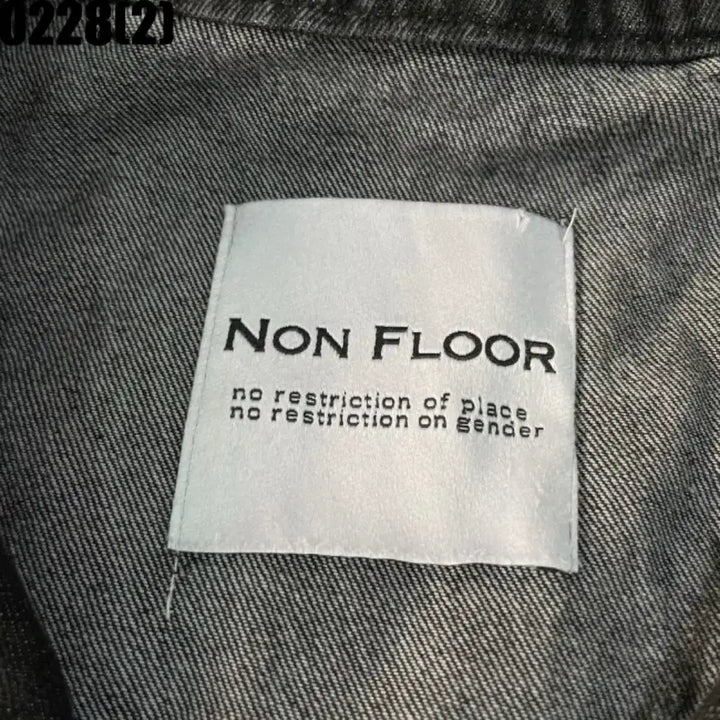 0228(2)
NON FLOOR
no restriction of place
no restriction on gender